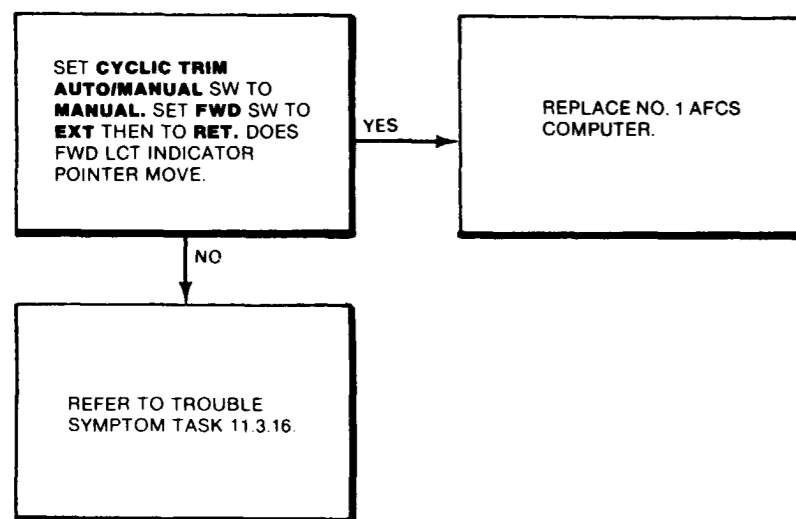 SET CYCLIC TRIM
AUTO/MANUAL SW TO
MANUAL. SET FWD SW TO
EXT THEN TO RET. DOES
FWD LCT INDICATOR
POINTER MOVE.
YES
REPLACE NO. 1 AFCS
COMPUTER.
NO
REFER TO TROUBLE
SYMPTOM TASK 11.3.16.